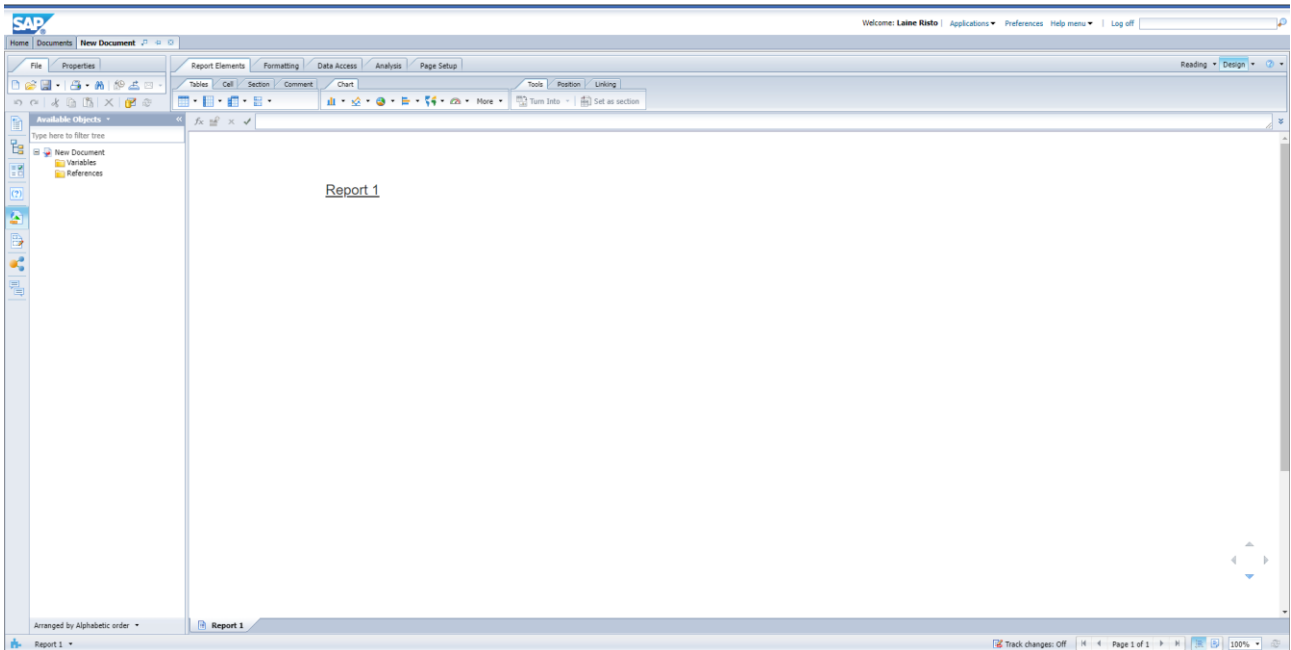 SAP
Welcome: Laine Risto | Applications Preferences Help menu | Log off
Home Documents New Document
File Properties Report Elements Formatting Data Access Analysis Page Setup Reading Design
Tables Cell Section Comment Chart Tools Position Linking
More Turn Into Set as section
Available Objects
fx
Type here to filter tree
New Document
Variables
References
Report 1
Arranged by Alphabetic order Report 1
Report 1 Track changes: Off Page 1 of 1 100%